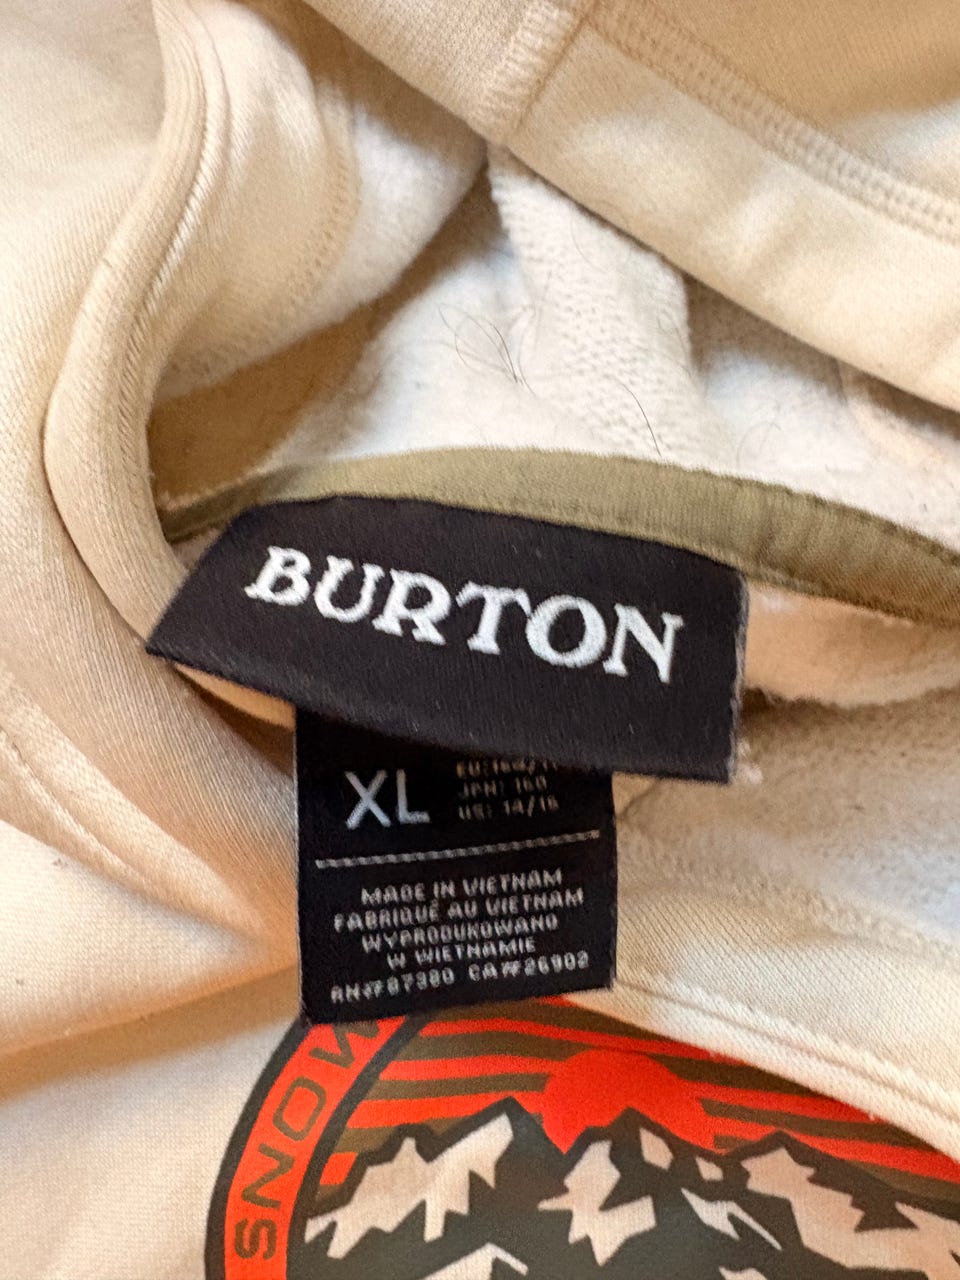 BURTON
XL
JPN: 160
US: 14/16
MADE IN VIETNAM
FABRIQUÉ AU VIETNAM
WYPRODUKOWANO
W WIETNAMIE
RN# 87380 CA# 26902
SNOW